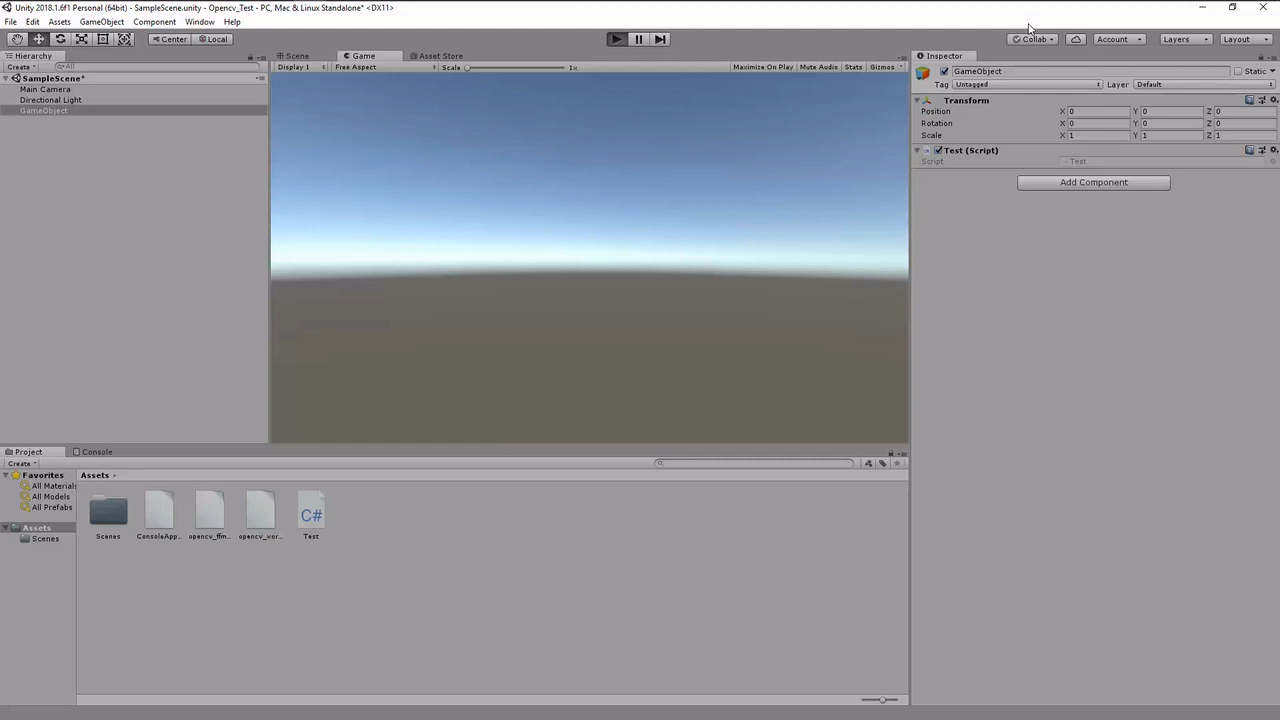 Unity 2018.1.6f1 Personal (64bit) - SampleScene.unity - Opencv_Test - PC, Mac & Linux Standalone* <DX11>
File Edit Assets GameObject Component Window Help
Center Local Collab Account Layers Layout
Hierarchy Scene Game Asset Store Inspector
Create All Display 1 Free Aspect Scale 1x Maximize On Play Mute Audio Stats Gizmos
GameObject Static
SampleScene*
Tag Untagged Layer Default
Main Camera
Directional Light
GameObject
Transform
Position X 0 Y 0 Z 0
Rotation X 0 Y 0 Z 0
Scale X 1 Y 1 Z 1
Test (Script)
Script Test
Add Component
Project Console
Create
Favorites
All Materials
All Models
All Prefabs
Assets
Scenes
Assets
Scenes ConsoleApp... opencv_ffm... opencv_wor... Test
C#